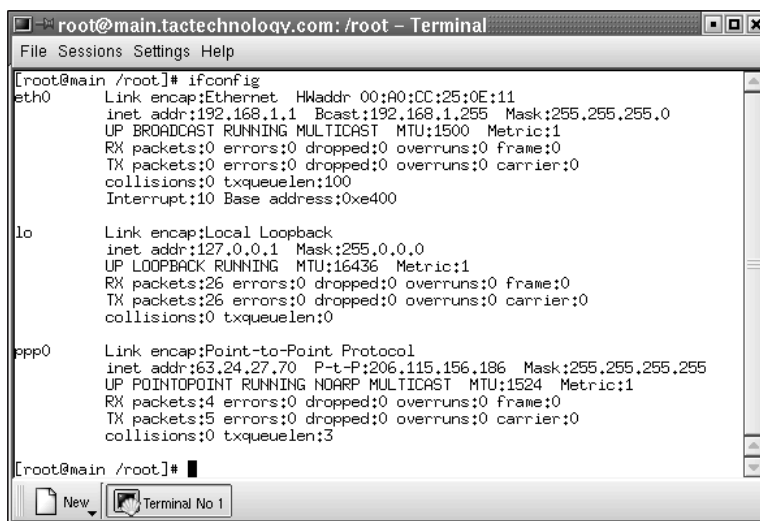 root@main.tactechnology.com: /root – Terminal
File Sessions Settings Help
[root@main /root]# ifconfig
eth0 Link encap:Ethernet HWaddr 00:A0:CC:25:0E:11
inet addr:192.168.1.1 Bcast:192.168.1.255 Mask:255.255.255.0
UP BROADCAST RUNNING MULTICAST MTU:1500 Metric:1
RX packets:0 errors:0 dropped:0 overruns:0 frame:0
TX packets:0 errors:0 dropped:0 overruns:0 carrier:0
collisions:0 txqueuelen:100
Interrupt:10 Base address:0xe400
lo Link encap:Local Loopback
inet addr:127.0.0.1 Mask:255.0.0.0
UP LOOPBACK RUNNING MTU:16436 Metric:1
RX packets:26 errors:0 dropped:0 overruns:0 frame:0
TX packets:26 errors:0 dropped:0 overruns:0 carrier:0
collisions:0 txqueuelen:0
ppp0 Link encap:Point-to-Point Protocol
inet addr:63.24.27.70 P-t-P:206.115.156.186 Mask:255.255.255.255
UP POINTOPOINT RUNNING NOARP MULTICAST MTU:1524 Metric:1
RX packets:4 errors:0 dropped:0 overruns:0 frame:0
TX packets:5 errors:0 dropped:0 overruns:0 carrier:0
collisions:0 txqueuelen:3
[root@main /root]#
New Terminal No 1